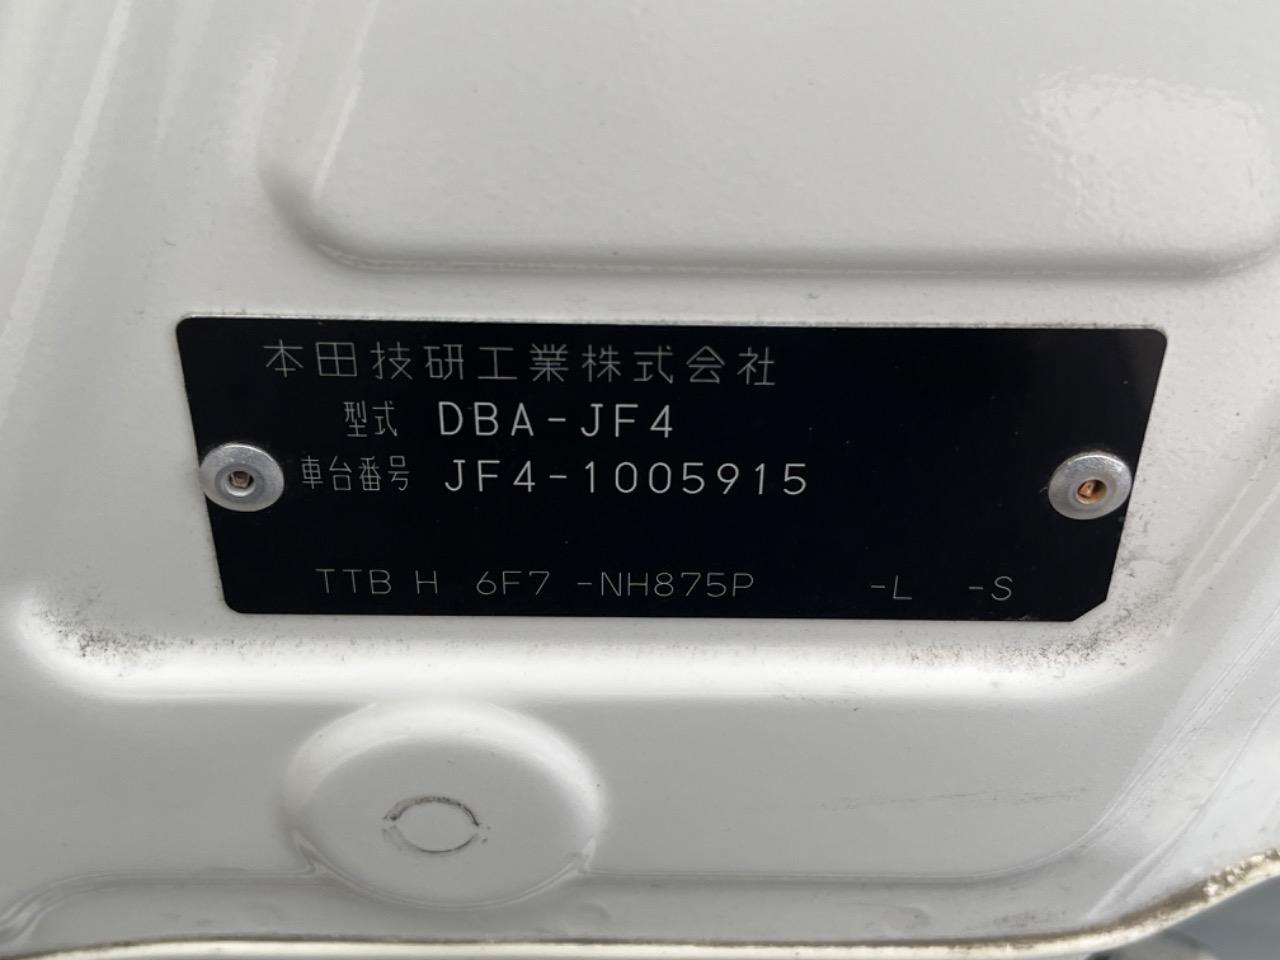 本田技研工業株式会社
型式 DBA-JF4
車台番号 JF4-1005915
TTB H 6F7 -NH875P -L -S